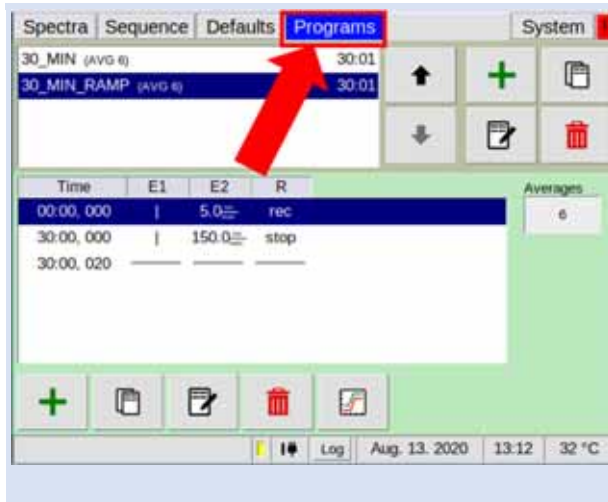 Spectra Sequence Defaults Programs System
30_MIN (AVG 6) 30:01
30_MIN_RAMP (AVG 6) 30:01
Time E1 E2 R Averages
00:00, 000 | 5.0 rec 6
30:00, 000 | 150.0 stop
30:00, 020
Log Aug. 13. 2020 13:12 32 °C